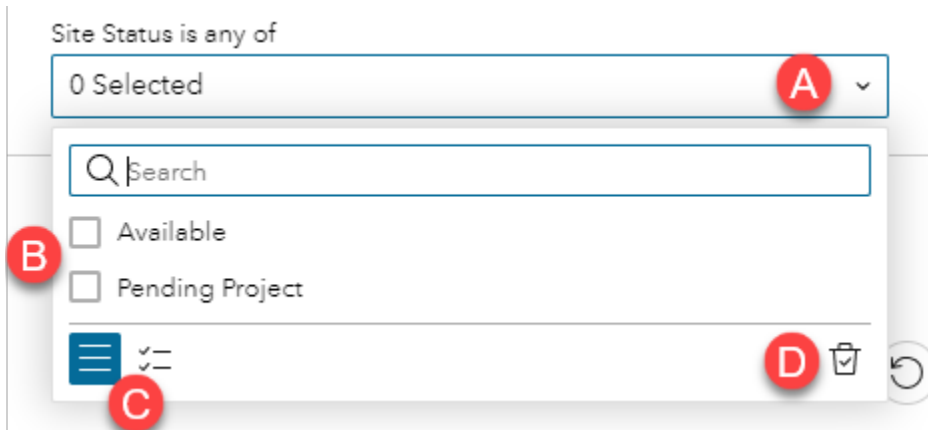 Site Status is any of
0 Selected
A
Search
Available
B
Pending Project
D
C